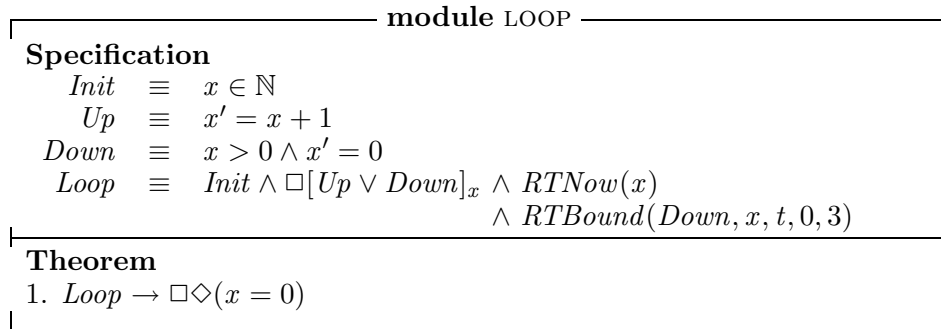 module LOOP
Specification
Init ≡ x ∈ ℕ
Up ≡ x′ = x + 1
Down ≡ x > 0 ∧ x′ = 0
Loop ≡ Init ∧ □[Up ∨ Down]ₓ ∧ RTNow(x)
∧ RTBound(Down, x, t, 0, 3)
Theorem
1. Loop → □◇(x = 0)